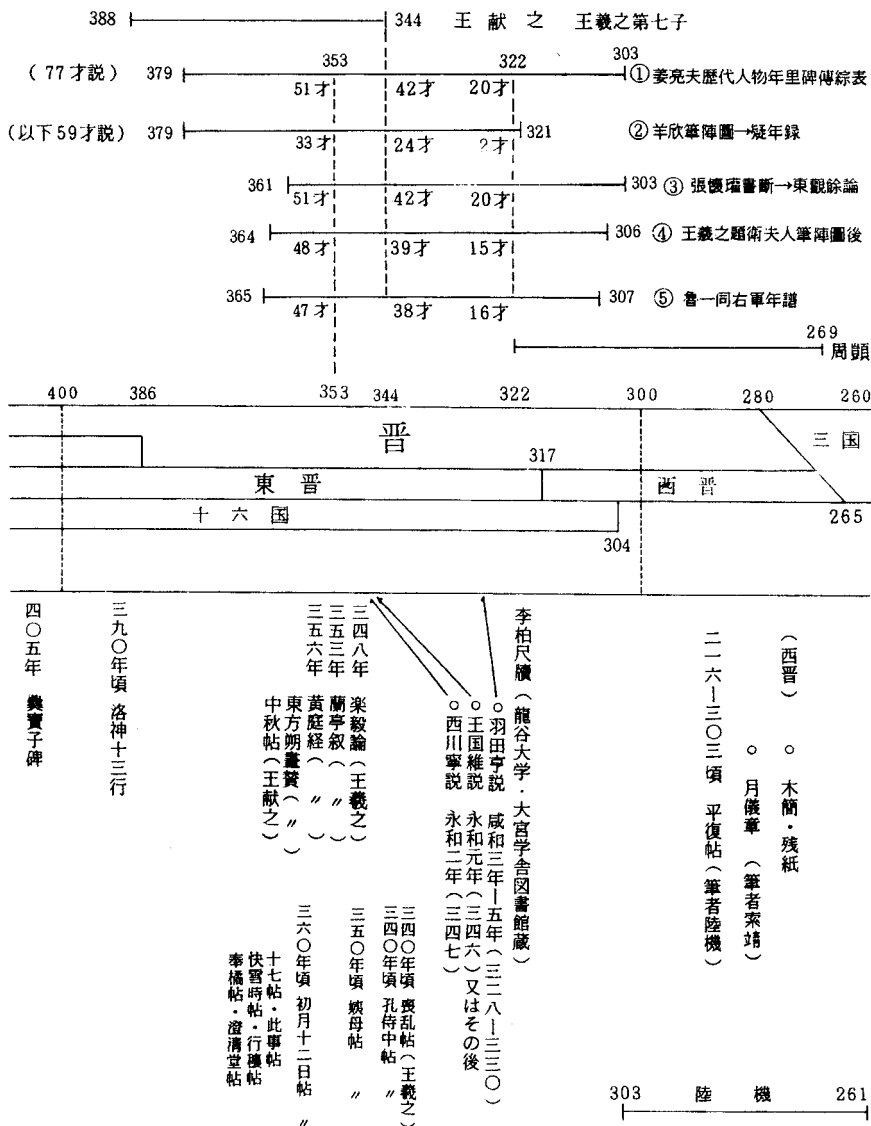 388 344 王献之 王羲之第七子
353 322 303
(77才説) 379 ①姜亮夫歴代人物年里碑傳綜表
51才 42才 20才
(以下59才説) 379 321 ②羊欣筆陣圖→疑年録
33才 24才 2才
361 303 ③張懷瓘書斷→東觀餘論
51才 42才 20才
364 306 ④王羲之題衛夫人筆陣圖後
48才 39才 15才
365 307 ⑤魯一同右軍年譜
47才 38才 16才
269 周顗
400 386 353 344 322 300 280 260
晋 三国
317
東晋 西晋
十六国 265
304
(西晋) ○木簡・残紙
○月儀章 (筆者索靖)
二一六ー三〇三頃 平復帖(筆者陸機)
李柏尺牘(龍谷大学・大宮学舎図書館蔵)
○羽田亨説 咸和三年ー五年(三二八ー三三〇)
○王国維説 永和元年(三四六)又はその後
○西川寧説 永和二年(三四七)
三四八年 楽毅論(王羲之)
三五三年 蘭亭叙(〃)
三五六年 黄庭経(〃)
東方朔畫賛(〃)
中秋帖(王献之)
三九〇年頃 洛神十三行
四〇五年 爨寶子碑
三四〇年頃 喪乱帖(王羲之)
三四〇年頃 孔侍中帖 〃
三五〇年頃 姨母帖 〃
三六〇年頃 初月十二日帖 〃
十七帖・此事帖
快雪時帖・行穰帖
奉橘帖・澄清堂帖
303 陸機 261